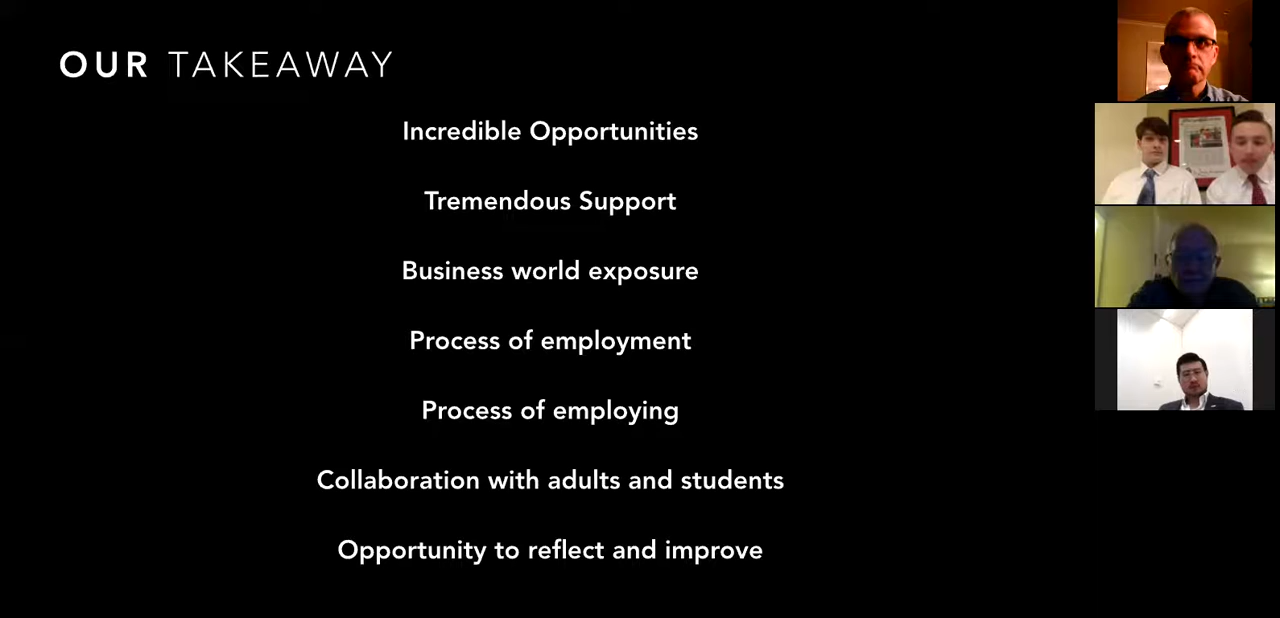 OUR TAKEAWAY
Incredible Opportunities
Tremendous Support
Business world exposure
Process of employment
Process of employing
Collaboration with adults and students
Opportunity to reflect and improve